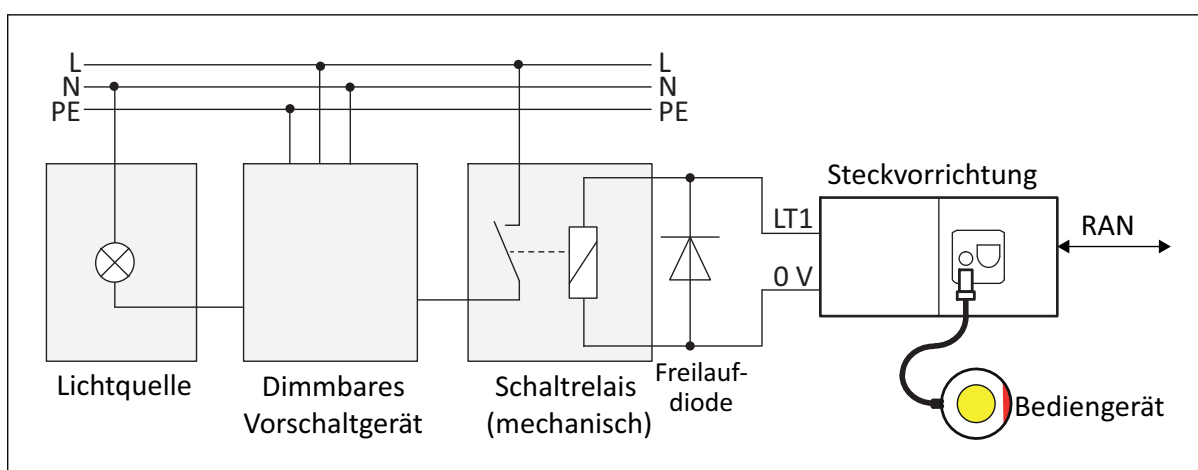 L
N
PE
L
N
PE
Steckvorrichtung
LT1
RAN
0 V
Lichtquelle
Dimmbares
Vorschaltgerät
Schaltrelais
(mechanisch)
Freilauf-
diode
Bediengerät